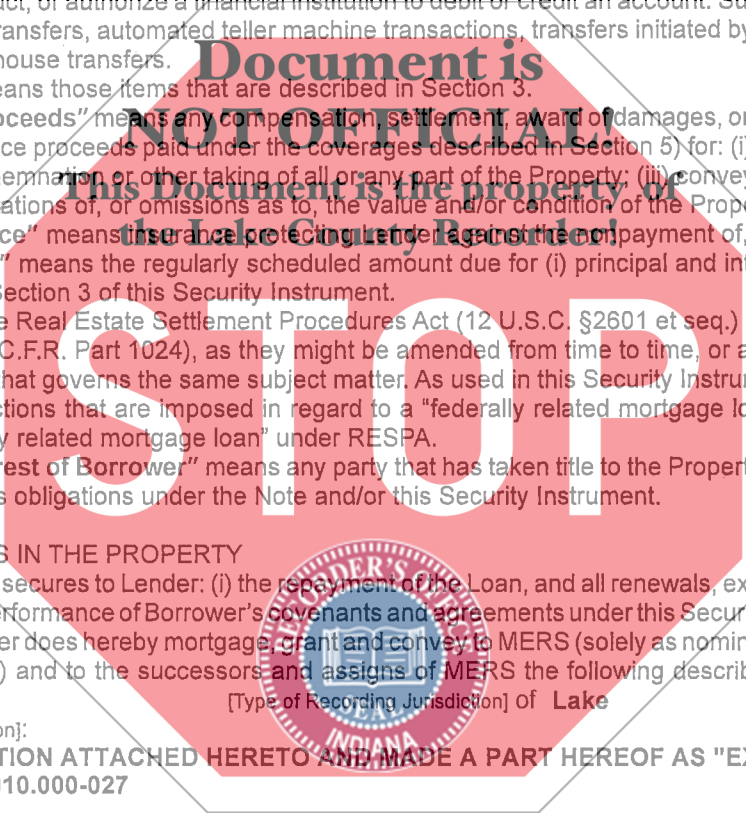 uct, or authorize a financial institution to debit or credit an account. Su
ransfers, automated teller machine transactions, transfers initiated by
house transfers.
Document is
eans those items that are described in Section 3.
oceeds” means any compensation, settlement, award of damages, or
NOT OFFICIAL!
ce proceeds paid under the coverages described in Section 5) for: (i)
emnation or other taking of all or any part of the Property; (iii) convey
This Document is the property of
ations of, or omissions as to, the value and/or condition of the Prope
ce” means insurance protecting Lender against the nonpayment of,
the Lake County Recorder!
” means the regularly scheduled amount due for (i) principal and int
Section 3 of this Security Instrument.
e Real Estate Settlement Procedures Act (12 U.S.C. §2601 et seq.)
C.F.R. Part 1024), as they might be amended from time to time, or a
hat governs the same subject matter. As used in this Security Instrum
ctions that are imposed in regard to a “federally related mortgage lo
STOP
y related mortgage loan” under RESPA.
rest of Borrower” means any party that has taken title to the Propert
s obligations under the Note and/or this Security Instrument.
S IN THE PROPERTY
secures to Lender: (i) the repayment of the Loan, and all renewals, ex
erformance of Borrower’s covenants and agreements under this Secur
er does hereby mortgage, grant and convey to MERS (solely as nomin
) and to the successors and assigns of MERS the following describ
[Type of Recording Jurisdiction] of Lake
SEAL
INDIANA
on]:
TION ATTACHED HERETO AND MADE A PART HEREOF AS "EX
010.000-027